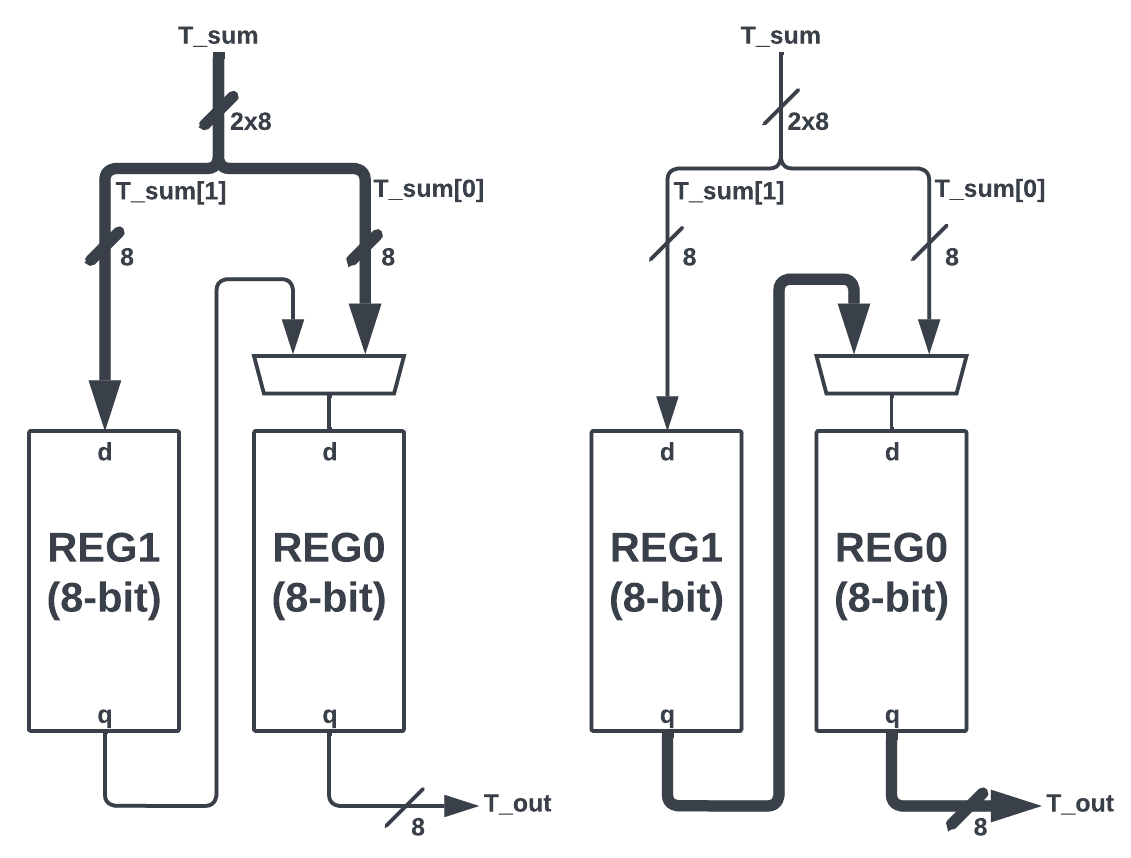 T_sum
2x8
T_sum[1]
T_sum[0]
8
8
d
d
REG1
(8-bit)
REG0
(8-bit)
q
q
T_out
8
T_sum
2x8
T_sum[1]
T_sum[0]
8
8
d
d
REG1
(8-bit)
REG0
(8-bit)
q
q
T_out
8